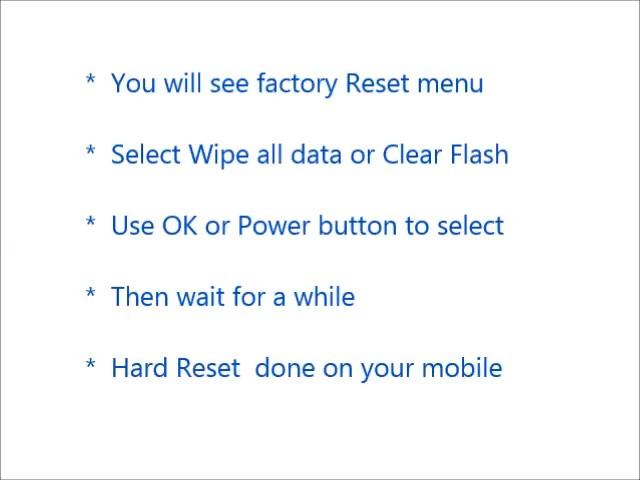 * You will see factory Reset menu
* Select Wipe all data or Clear Flash
* Use OK or Power button to select
* Then wait for a while
* Hard Reset  done on your mobile